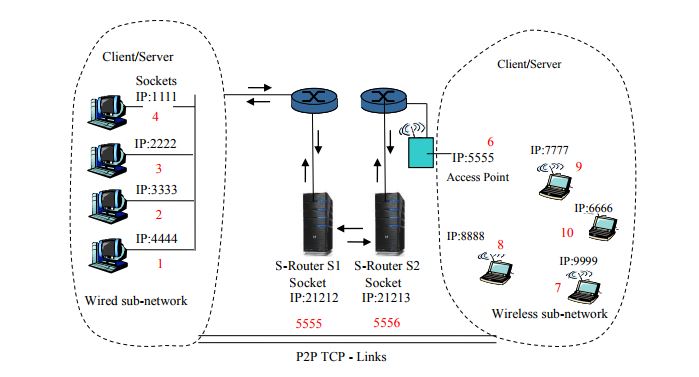 Client/Server
Sockets
IP:1111
4
IP:2222
3
IP:3333
2
IP:4444
1
Wired sub-network
S-Router S1
Socket
IP:21212
5555
S-Router S2
Socket
IP:21213
5556
Client/Server
6
IP:5555
Access Point
IP:7777
9
IP:6666
10
IP:8888
8
IP:9999
7
Wireless sub-network
P2P TCP - Links